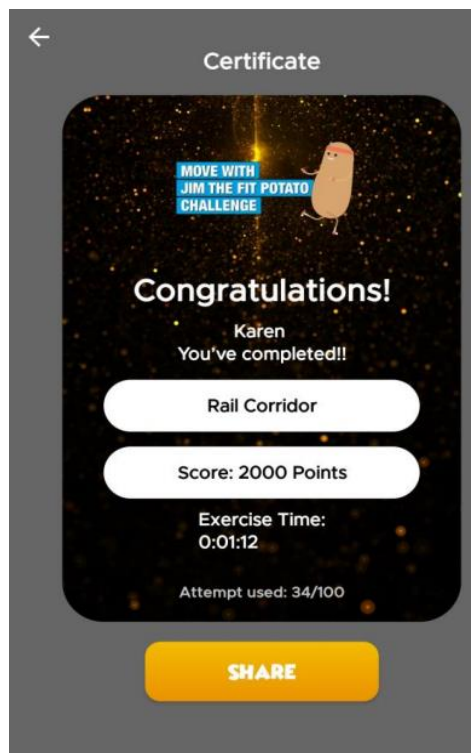 Certificate
MOVE WITH
JIM THE FIT POTATO
CHALLENGE
Congratulations!
Karen
You've completed!!
Rail Corridor
Score: 2000 Points
Exercise Time:
0:01:12
Attempt used: 34/100
SHARE